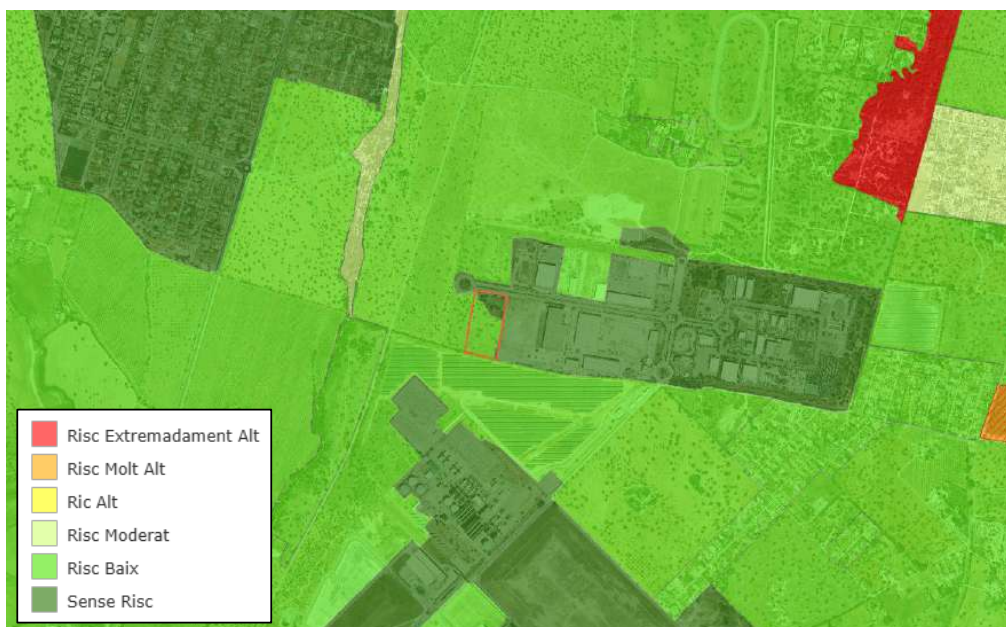 Risc Extremadament Alt
Risc Molt Alt
Ric Alt
Risc Moderat
Risc Baix
Sense Risc